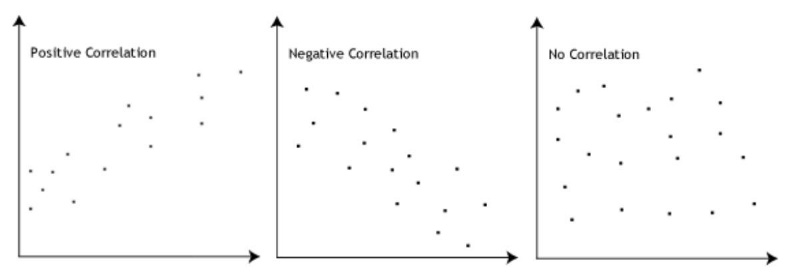 Positive Correlation
Negative Correlation
No Correlation